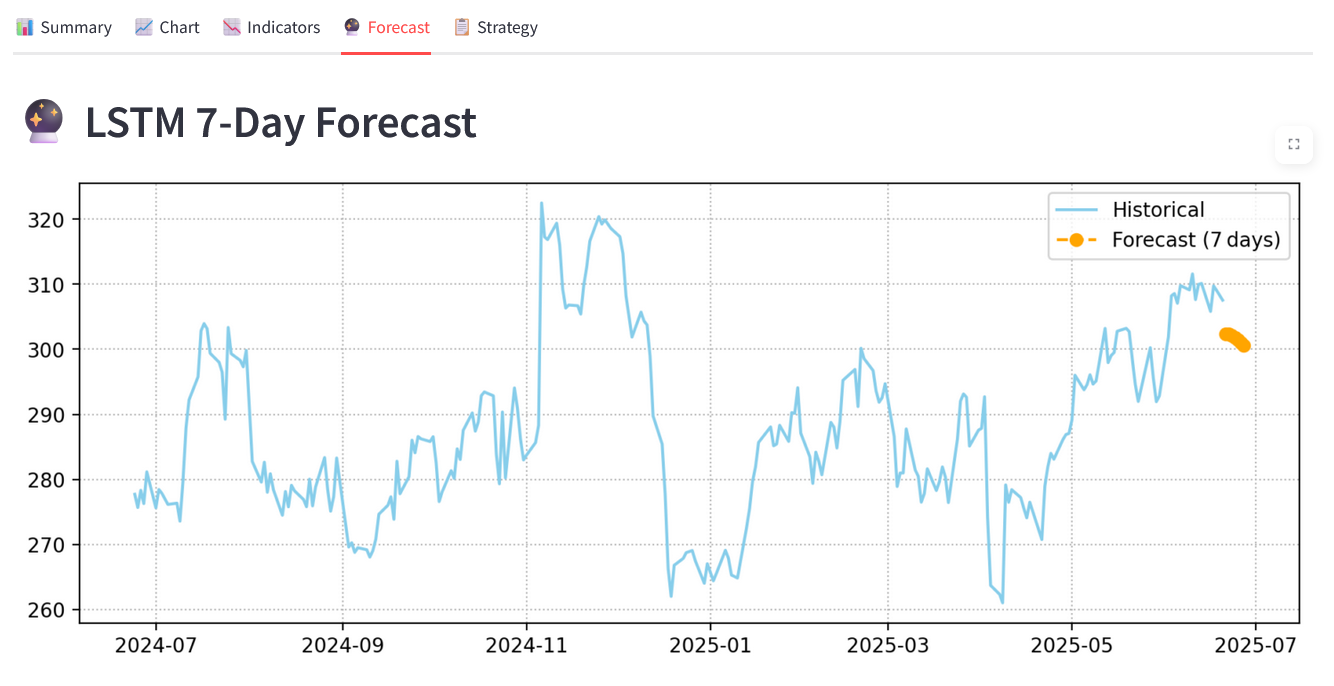 Summary Chart Indicators Forecast Strategy
LSTM 7-Day Forecast
Historical
Forecast (7 days)
320
310
300
290
280
270
260
2024-07 2024-09 2024-11 2025-01 2025-03 2025-05 2025-07